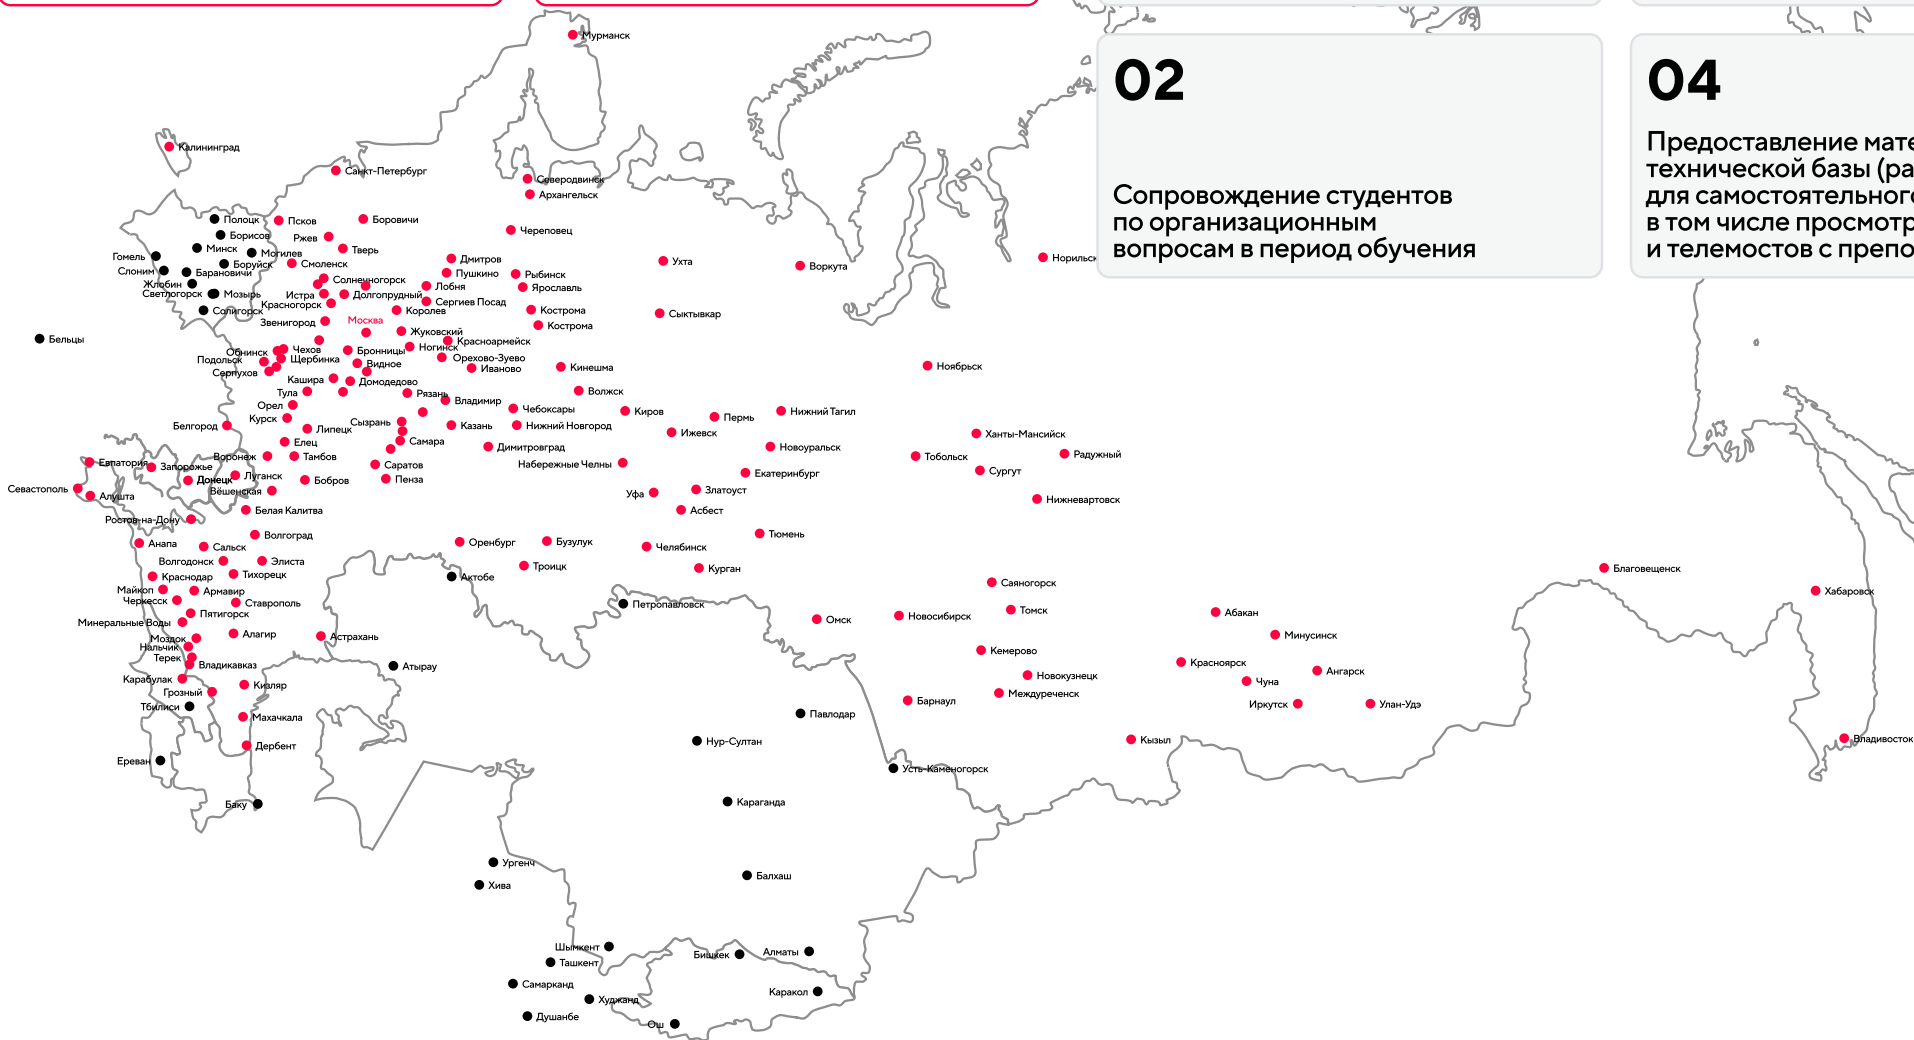 Мурманск
02
04
Предоставление мате
технической базы (ра
для самостоятельного
в том числе просмотр
и телемостов с препо
Сопровождение студентов
по организационным
вопросам в период обучения
Калининград
Санкт-Петербург
Северодвинск
Архангельск
Полоцк
Псков
Боровичи
Борисов
Ржев
Череповец
Минск
Могилев
Тверь
Гомель
Боруйск
Смоленск
Дмитров
Ухта
Воркута
Норильск
Слоним
Барановичи
Пушкино
Рыбинск
Жлобин
Солнечногорск
Лобня
Ярославль
Светлогорск
Мозырь
Истра
Долгопрудный
Сергиев Посад
Красногорск
Солигорск
Королев
Кострома
Сыктывкар
Звенигород
Москва
Кострома
Бельцы
Жуковский
Красноармейск
Обнинск
Чехов
Бронницы
Ногинск
Подольск
Щербинка
Видное
Орехово-Зуево
Серпухов
Иваново
Кинешма
Ноябрьск
Кашира
Домодедово
Тула
Рязань
Волжск
Орел
Владимир
Чебоксары
Киров
Пермь
Нижний Тагил
Курск
Сызрань
Белгород
Липецк
Казань
Нижний Новгород
Ижевск
Ханты-Мансийск
Елец
Самара
Димитровград
Новоуральск
Воронеж
Тамбов
Тобольск
Радужный
Евпатория
Запорожье
Саратов
Набережные Челны
Сургут
Донецк
Луганск
Бобров
Пенза
Екатеринбург
Севастополь
Алушта
Вёшенская
Уфа
Златоуст
Нижневартовск
Белая Калитва
Асбест
Ростов-на-Дону
Волгоград
Тюмень
Анапа
Сальск
Оренбург
Бузулук
Челябинск
Волгодонск
Элиста
Троицк
Курган
Благовещенск
Краснодар
Тихорецк
Актобе
Саяногорск
Майкоп
Армавир
Хабаровск
Черкесск
Ставрополь
Петропавловск
Томск
Абакан
Пятигорск
Омск
Новосибирск
Минеральные Воды
Алагир
Астрахань
Минусинск
Моздок
Нальчик
Кемерово
Терек
Владикавказ
Атырау
Красноярск
Карабулак
Кизляр
Новокузнецк
Чуна
Ангарск
Грозный
Междуреченск
Тбилиси
Барнаул
Иркутск
Улан-Удэ
Махачкала
Павлодар
Дербент
Нур-Султан
Кызыл
Владивосток
Ереван
Усть-Каменогорск
Баку
Караганда
Ургенч
Хива
Балхаш
Шымкент
Бишкек
Алматы
Ташкент
Самарканд
Худжанд
Каракол
Душанбе
Ош